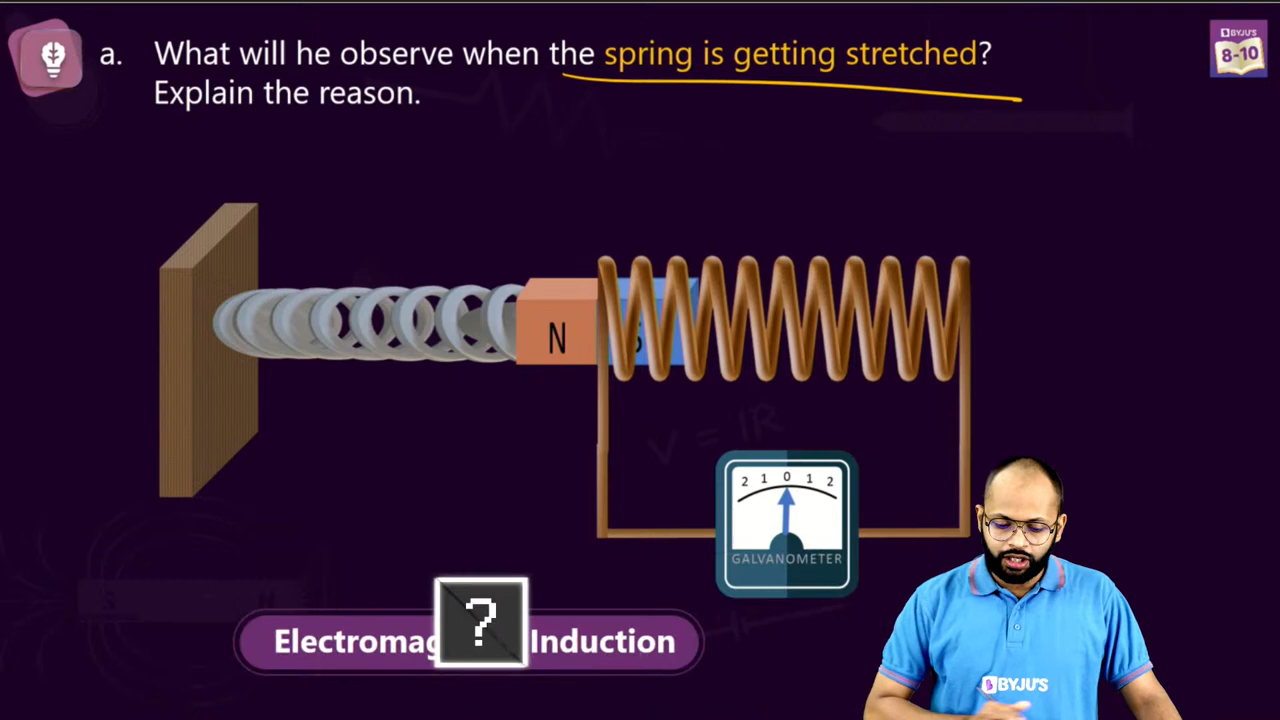 a. What will he observe when the spring is getting stretched?
Explain the reason.
BYJU'S
8-10
N
V = IR
2 1 0 1 2
GALVANOMETER
?
Induction
BYJU'S